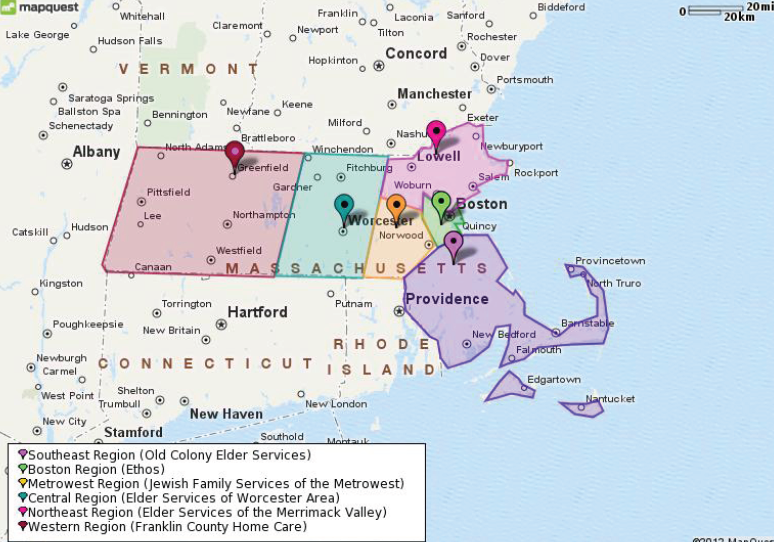 mapquest
Whitehall
Lake George
Hudson Falls
Claremont
Newport
Franklin
Laconia
Tilton
Sanford
Biddeford
0
20mi
20km
Rochester
Concord
Dover
Hopkinton
VERMONT
Saratoga Springs
Ballston Spa
Schenectady
Bennington
Newfane
Keene
Manchester
Portsmouth
Exeter
Milford
Brattleboro
Albany
North Adams
Winchendon
Newburyport
Lowell
Greenfield
Fitchburg
Rockport
Gardner
Woburn
Salem
Pittsfield
Lee
Northampton
Worcester
Boston
Quincy
Norwood
Catskill
Hudson
Westfield
MASSACHUSETTS
Canaan
Provincetown
North Truro
Kingston
Putnam
Providence
Torrington
Hartford
New Britain
Poughkeepsie
Barnstable
New Bedford
Falmouth
RHODE
ISLAND
CONNECTICUT
Newburgh
Carmel
Edgartown
West Point
Shelton
Trumbull
New Haven
New London
Nantucket
New City
Stamford
Southold
Montauk
Southeast Region (Old Colony Elder Services)
Boston Region (Ethos)
Metrowest Region (Jewish Family Services of the Metrowest)
Central Region (Elder Services of Worcester Area)
Northeast Region (Elder Services of the Merrimack Valley)
Western Region (Franklin County Home Care)